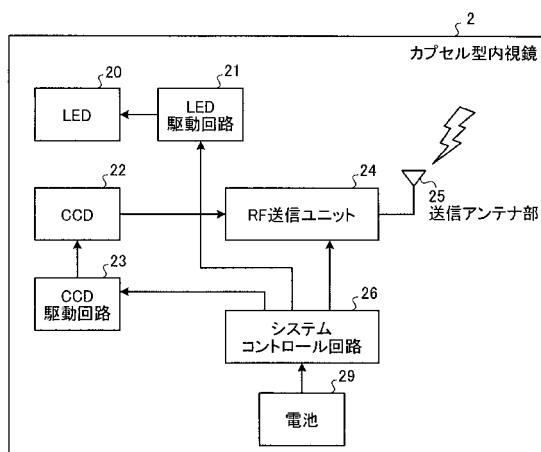 2
カプセル型内視鏡
20
LED
21
LED
駆動回路
22
CCD
24
RF送信ユニット
25
送信アンテナ部
23
CCD
駆動回路
26
システム
コントロール回路
29
電池